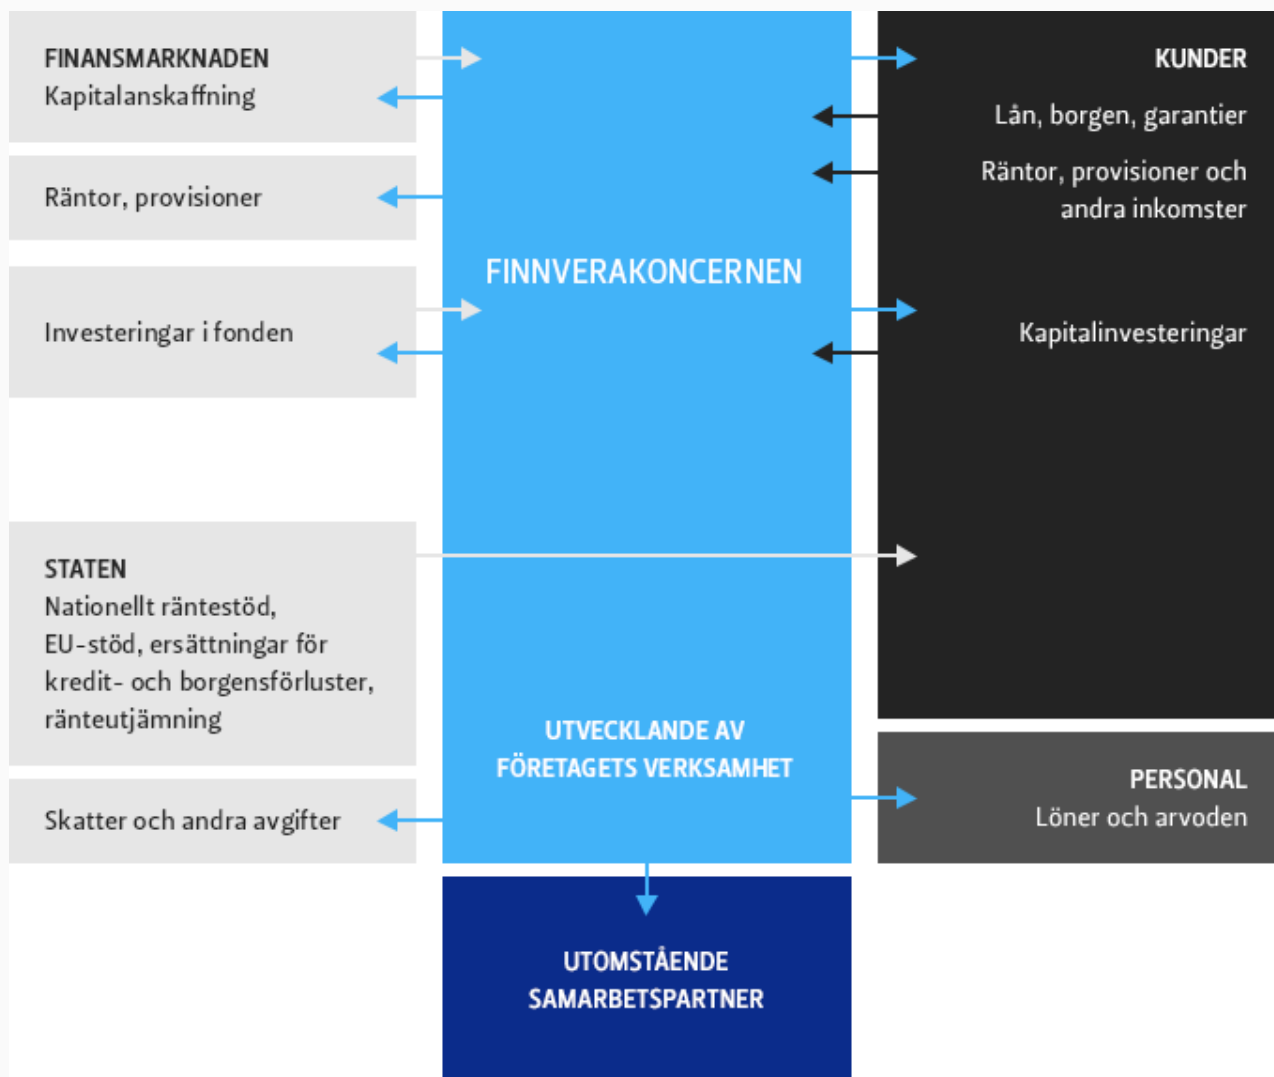 FINANSMARKNADEN
Kapitalanskaffning
Räntor, provisioner
Investeringar i fonden
STATEN
Nationellt räntestöd,
EU-stöd, ersättningar för
kredit- och borgensförluster,
ränteutjämning
Skatter och andra avgifter
FINNVERAKONCERNEN
UTVECKLANDE AV
FÖRETAGETS VERKSAMHET
UTOMSTÅENDE
SAMARBETSPARTNER
KUNDER
Lån, borgen, garantier
Räntor, provisioner och
andra inkomster
Kapitalinvesteringar
PERSONAL
Löner och arvoden